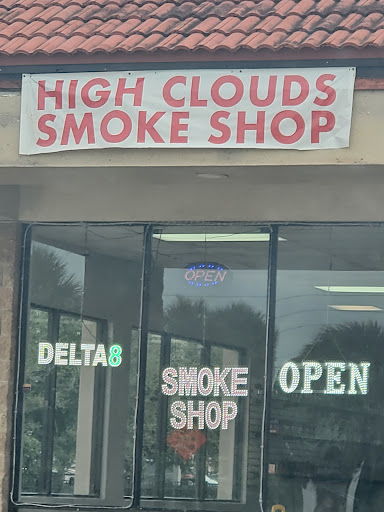 HIGH CLOUDS
SMOKE SHOP
OPEN
DELTA8
SMOKE
SHOP
OPEN